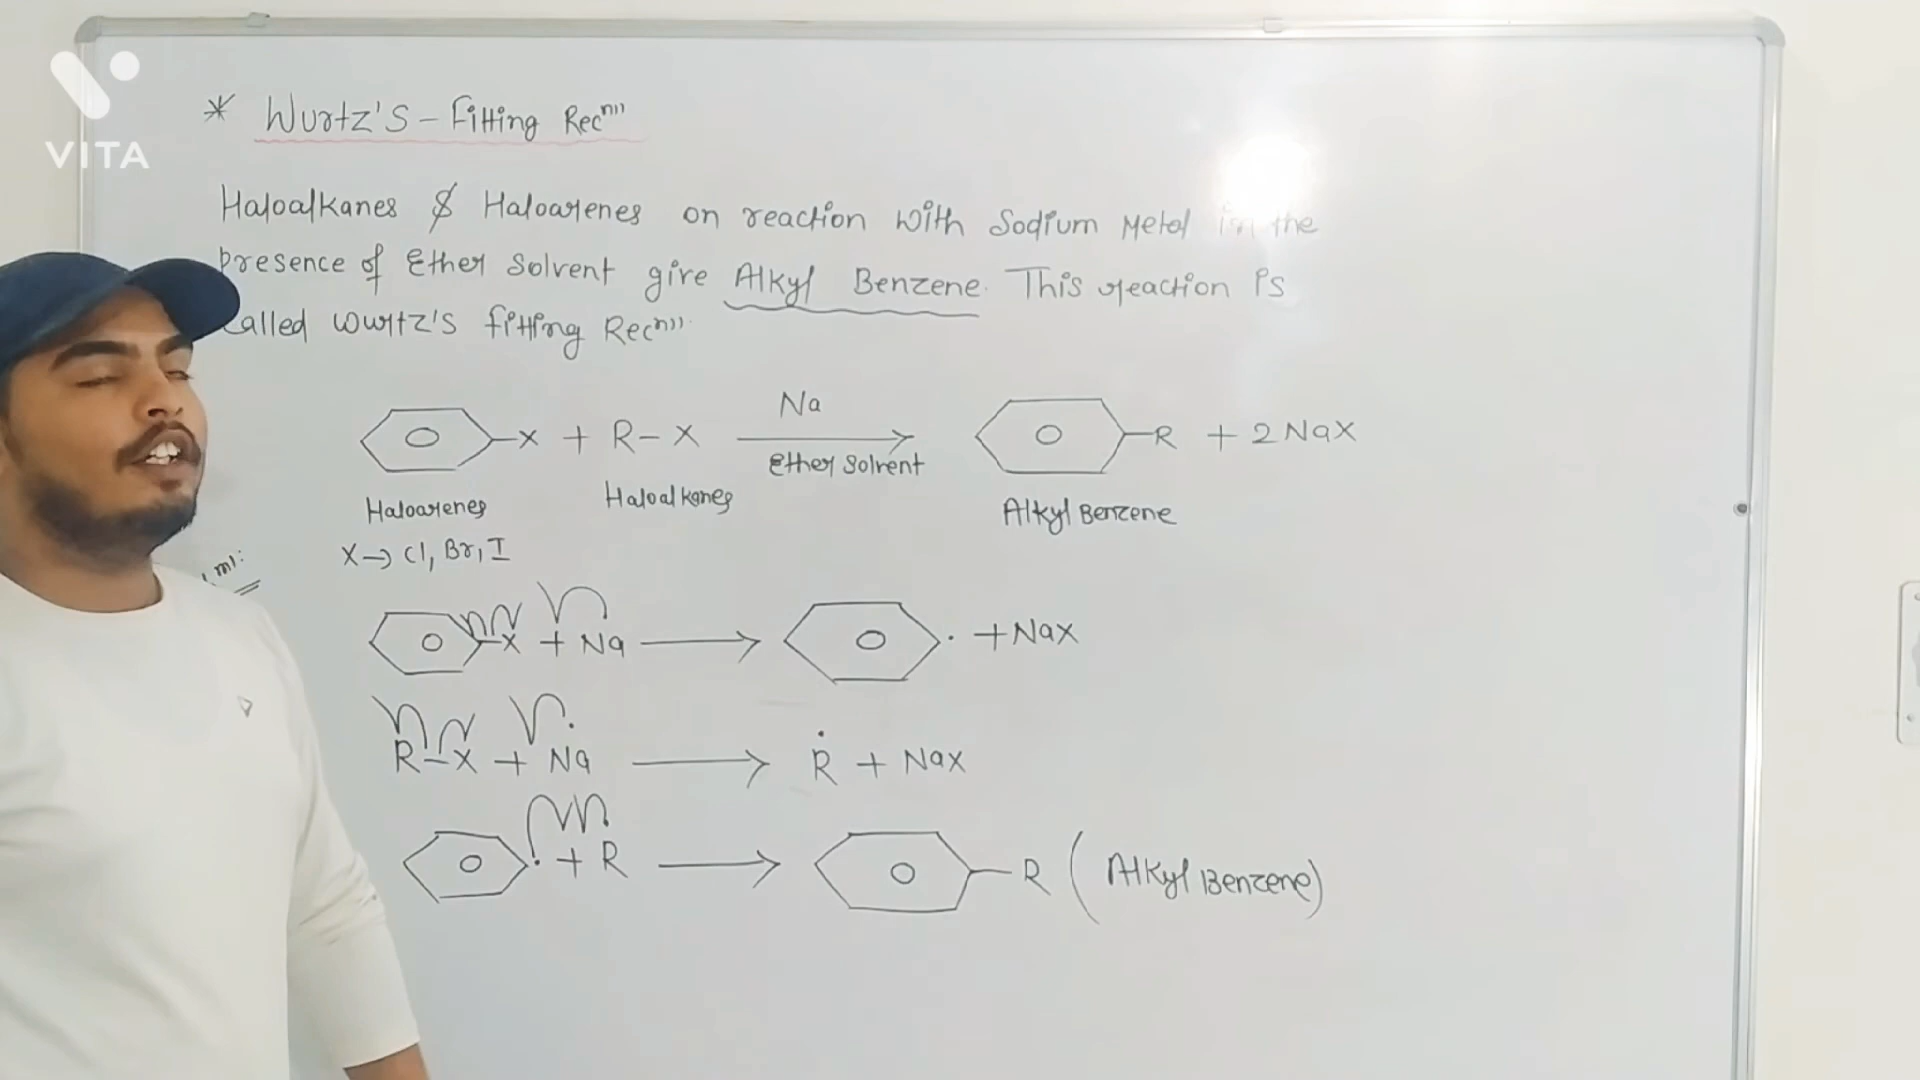 VITA
* Wurtz's - Fitting Recⁿ"
Haloalkanes & Haloarenes on reaction with Sodium Metal in the
presence of Ether Solvent give Alkyl Benzene. This reaction is
called Wurtz's fitting Recⁿ".
X + R - X Na Ether Solvent R + 2 NaX
Haloarenes Haloalkanes Alkyl Benzene
X → Cl, Br, I
m!:
X + Na → . + NaX
R - X + Na → Ṙ + NaX
. + R → R (Alkyl Benzene)